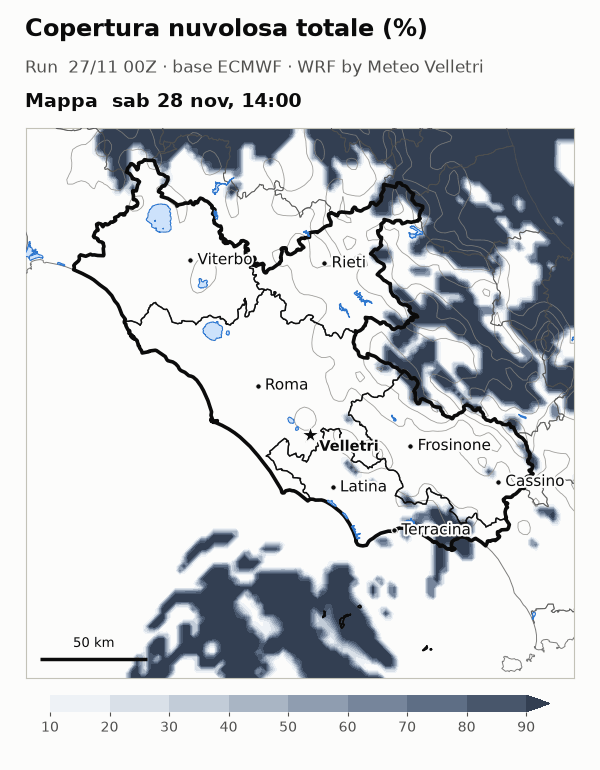 Copertura nuvolosa totale (%)
Run  27/11 00Z · base ECMWF · WRF by Meteo Velletri
Mappa  sab 28 nov, 14:00
Viterbo
Rieti
Roma
Velletri
Frosinone
Latina
Cassino
Terracina
50 km
10 20 30 40 50 60 70 80 90